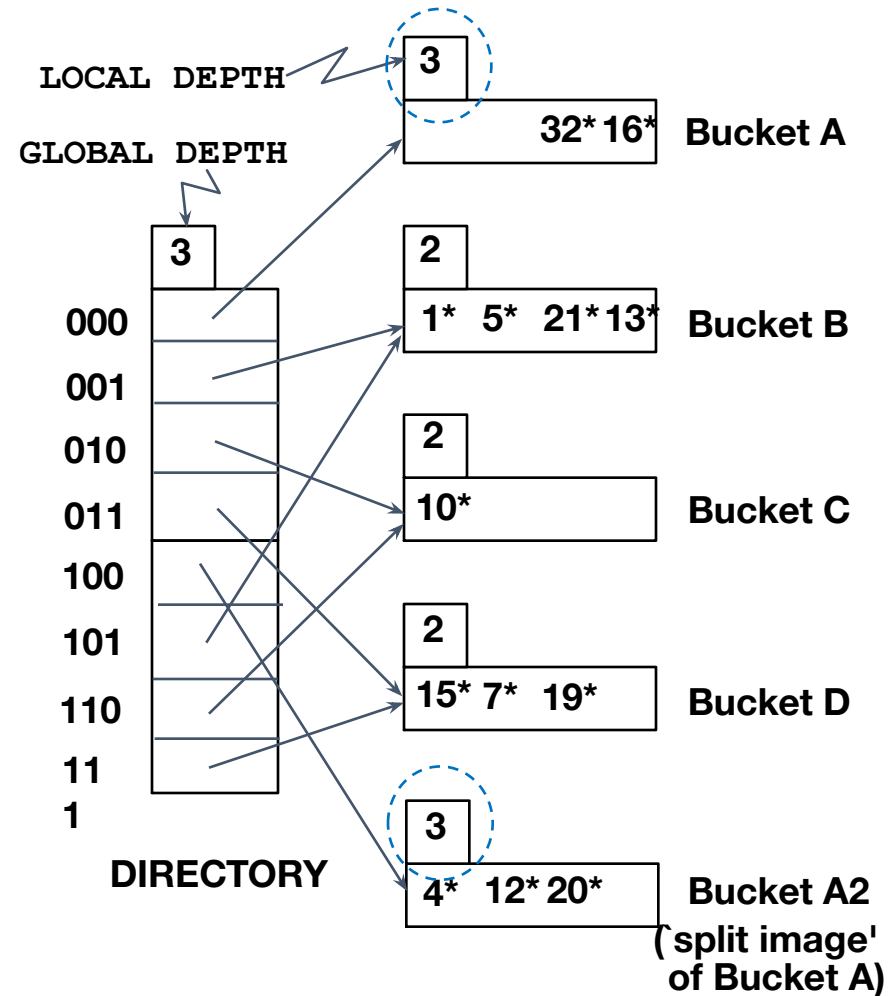 LOCAL DEPTH
GLOBAL DEPTH
3
000
001
010
011
100
101
110
11
1
DIRECTORY
3
32* 16*
Bucket A
2
1* 5* 21* 13*
Bucket B
2
10*
Bucket C
2
15* 7* 19*
Bucket D
3
4* 12* 20*
Bucket A2
(`split image'
of Bucket A)